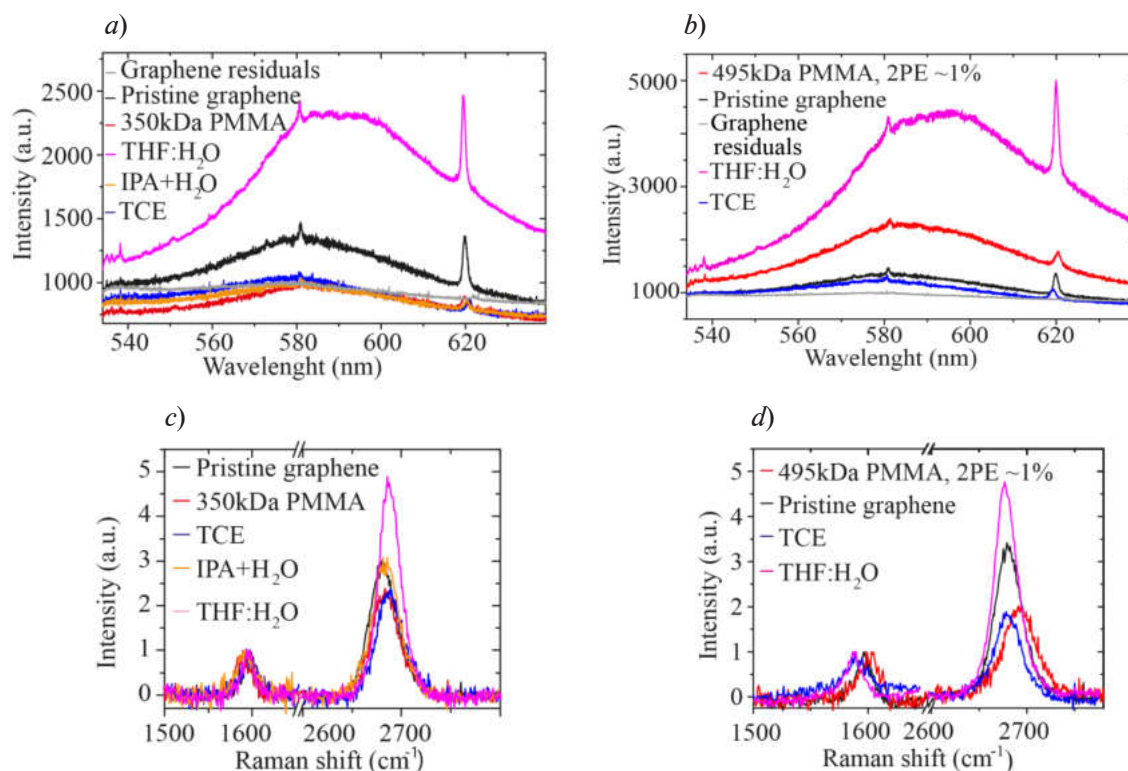 a)
Graphene residuals
Pristine graphene
350kDa PMMA
THF:H₂O
IPA+H₂O
TCE
2500
2000
1500
1000
Intensity (a.u.)
540 560 580 600 620
Wavelenght (nm)
b)
495kDa PMMA, 2PE ~1%
Pristine graphene
Graphene
residuals
THF:H₂O
TCE
5000
3000
1000
Intensity (a.u.)
540 560 580 600 620
Wavelenght (nm)
c)
Pristine graphene
350kDa PMMA
TCE
IPA+H₂O
THF:H₂O
5
4
3
2
1
0
Intensity (a.u.)
1500 1600 2600 2700
Raman shift (cm⁻¹)
d)
495kDa PMMA, 2PE ~1%
Pristine graphene
TCE
THF:H₂O
5
4
3
2
1
0
Intensity (a.u.)
1500 1600 2600 2700
Raman shift (cm⁻¹)